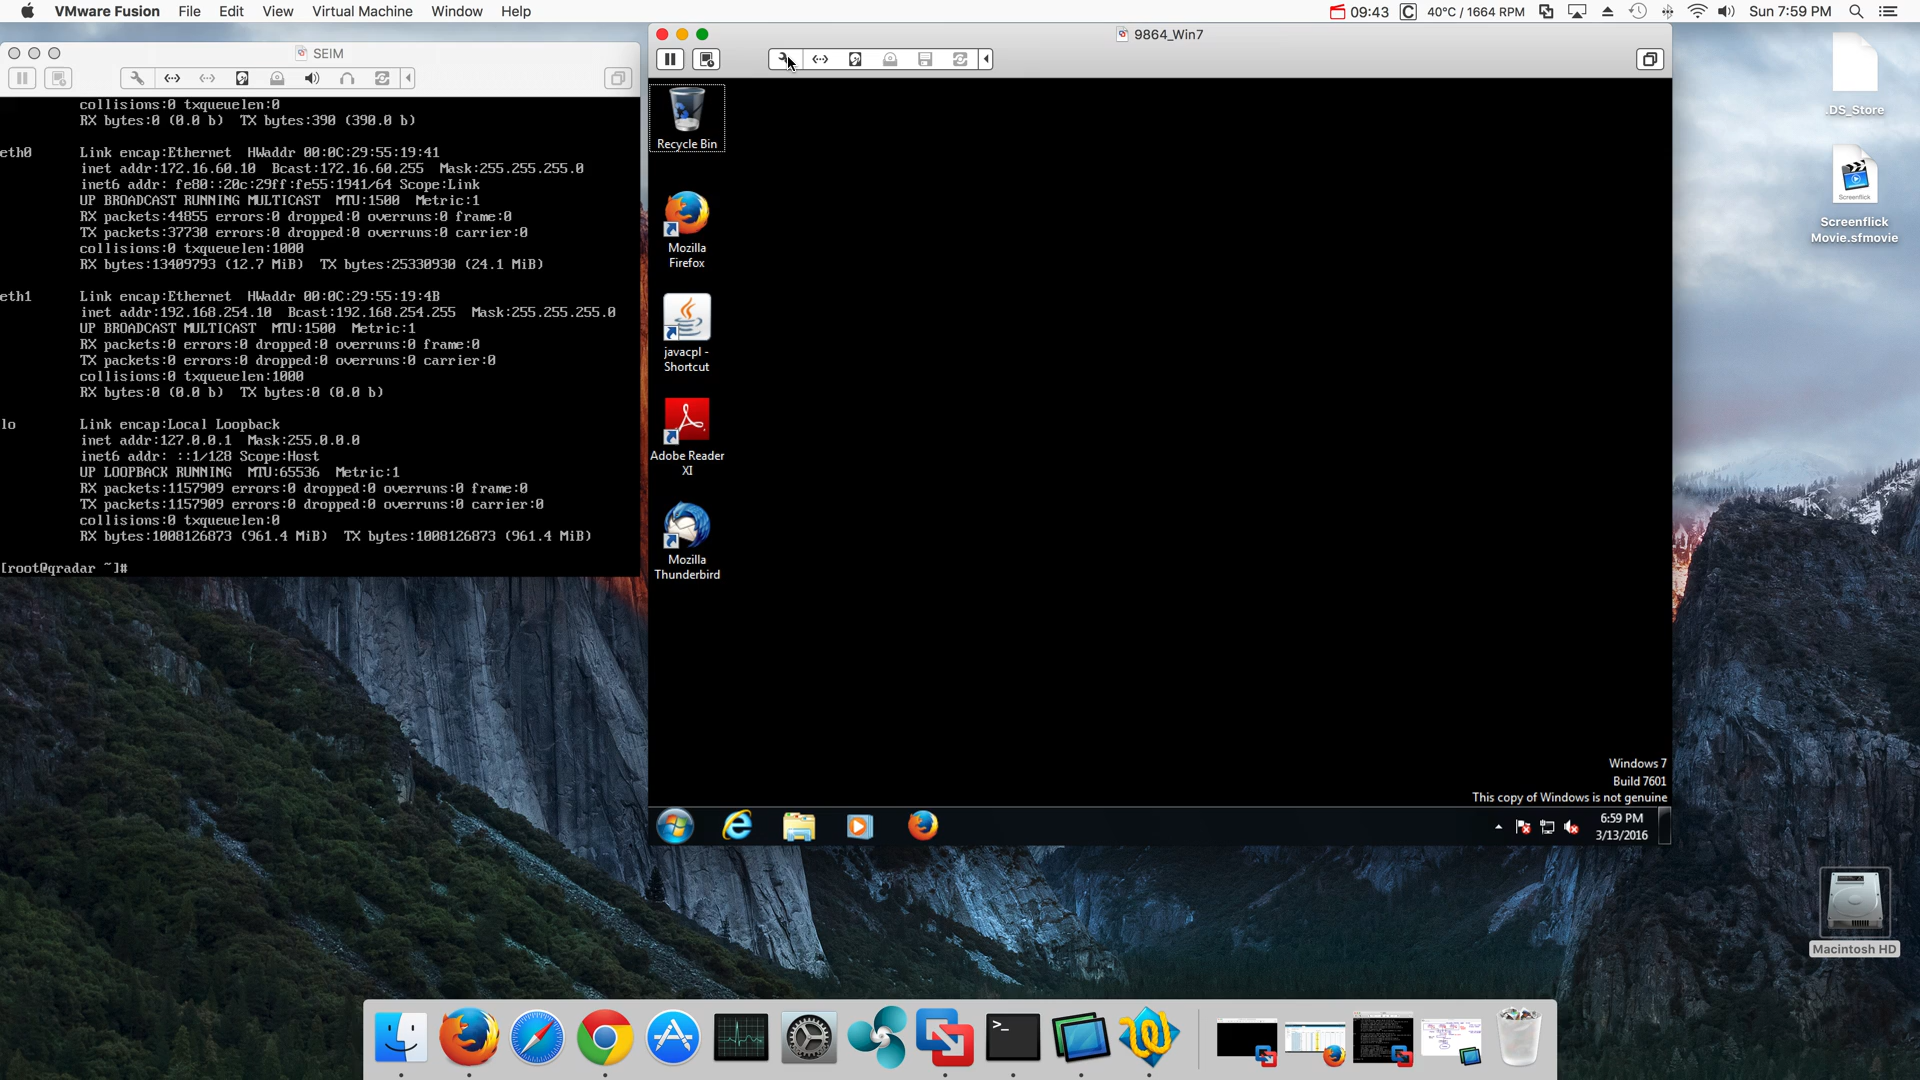 VMware Fusion File Edit View Virtual Machine Window Help
09:43 40°C / 1664 RPM Sun 7:59 PM
SEIM
collisions:0 txqueuelen:0
RX bytes:0 (0.0 b) TX bytes:390 (390.0 b)
eth0 Link encap:Ethernet HWaddr 00:0C:29:55:19:41
inet addr:172.16.60.10 Bcast:172.16.60.255 Mask:255.255.255.0
inet6 addr: fe80::20c:29ff:fe55:1941/64 Scope:Link
UP BROADCAST RUNNING MULTICAST MTU:1500 Metric:1
RX packets:44855 errors:0 dropped:0 overruns:0 frame:0
TX packets:37730 errors:0 dropped:0 overruns:0 carrier:0
collisions:0 txqueuelen:1000
RX bytes:13409793 (12.7 MiB) TX bytes:25330930 (24.1 MiB)
eth1 Link encap:Ethernet HWaddr 00:0C:29:55:19:4B
inet addr:192.168.254.10 Bcast:192.168.254.255 Mask:255.255.255.0
UP BROADCAST MULTICAST MTU:1500 Metric:1
RX packets:0 errors:0 dropped:0 overruns:0 frame:0
TX packets:0 errors:0 dropped:0 overruns:0 carrier:0
collisions:0 txqueuelen:1000
RX bytes:0 (0.0 b) TX bytes:0 (0.0 b)
lo Link encap:Local Loopback
inet addr:127.0.0.1 Mask:255.0.0.0
inet6 addr: ::1/128 Scope:Host
UP LOOPBACK RUNNING MTU:65536 Metric:1
RX packets:1157909 errors:0 dropped:0 overruns:0 frame:0
TX packets:1157909 errors:0 dropped:0 overruns:0 carrier:0
collisions:0 txqueuelen:0
RX bytes:1008126873 (961.4 MiB) TX bytes:1008126873 (961.4 MiB)
[root@qradar ~]#
9864_Win7
Recycle Bin
Mozilla
Firefox
javacpl -
Shortcut
Adobe Reader
XI
Mozilla
Thunderbird
Windows 7
Build 7601
This copy of Windows is not genuine
6:59 PM
3/13/2016
.DS_Store
Screenflick
Screenflick
Movie.sfmovie
Macintosh HD